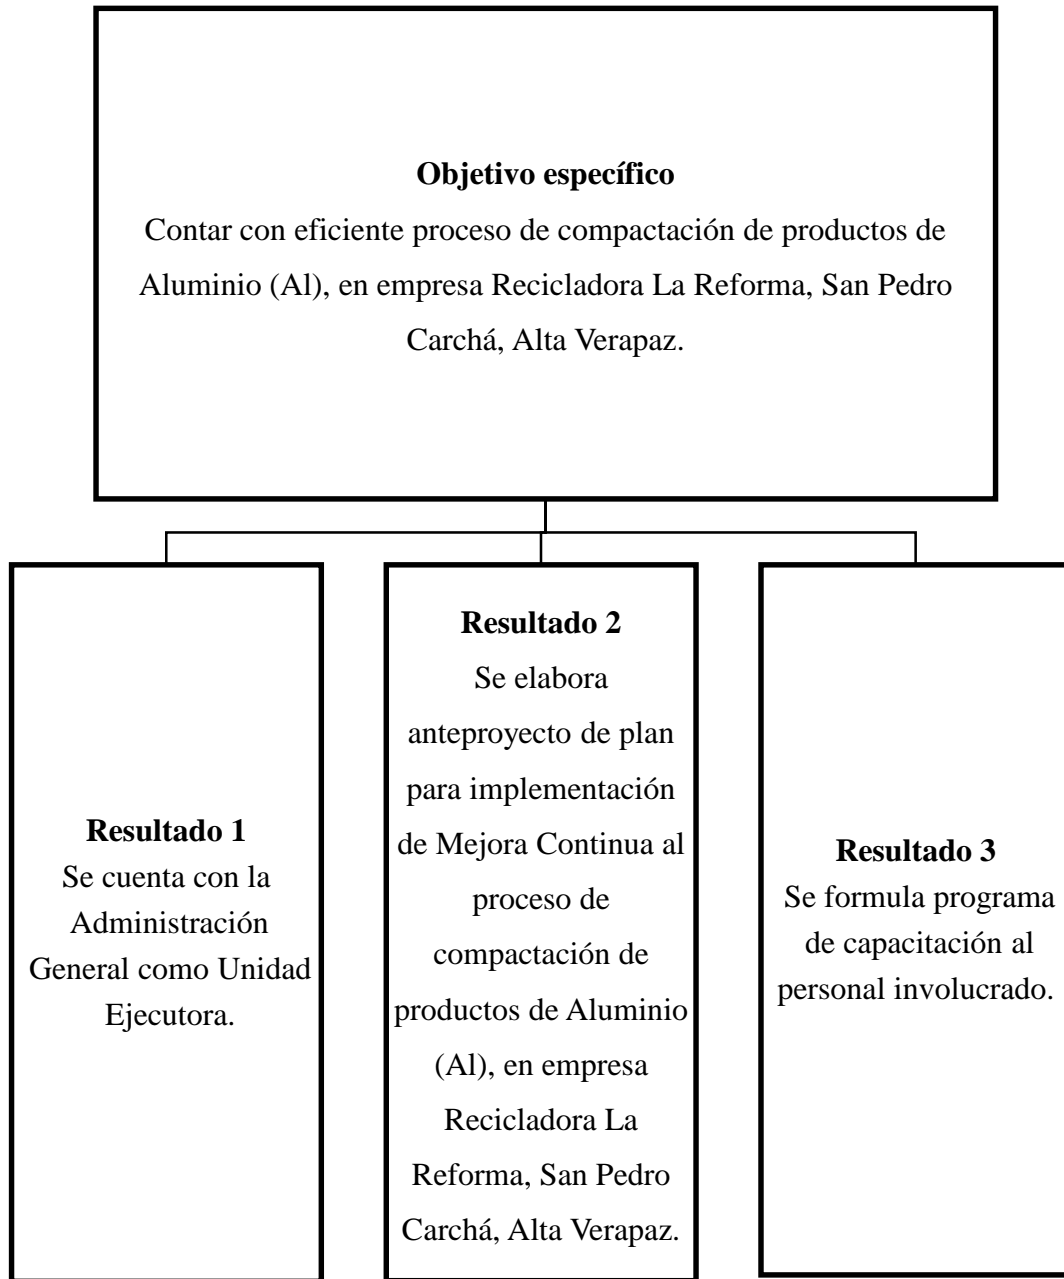 Objetivo específico
Contar con eficiente proceso de compactación de productos de
Aluminio (Al), en empresa Recicladora La Reforma, San Pedro
Carchá, Alta Verapaz.
Resultado 1
Se cuenta con la
Administración
General como Unidad
Ejecutora.
Resultado 2
Se elabora
anteproyecto de plan
para implementación
de Mejora Continua al
proceso de
compactación de
productos de Aluminio
(Al), en empresa
Recicladora La
Reforma, San Pedro
Carchá, Alta Verapaz.
Resultado 3
Se formula programa
de capacitación al
personal involucrado.